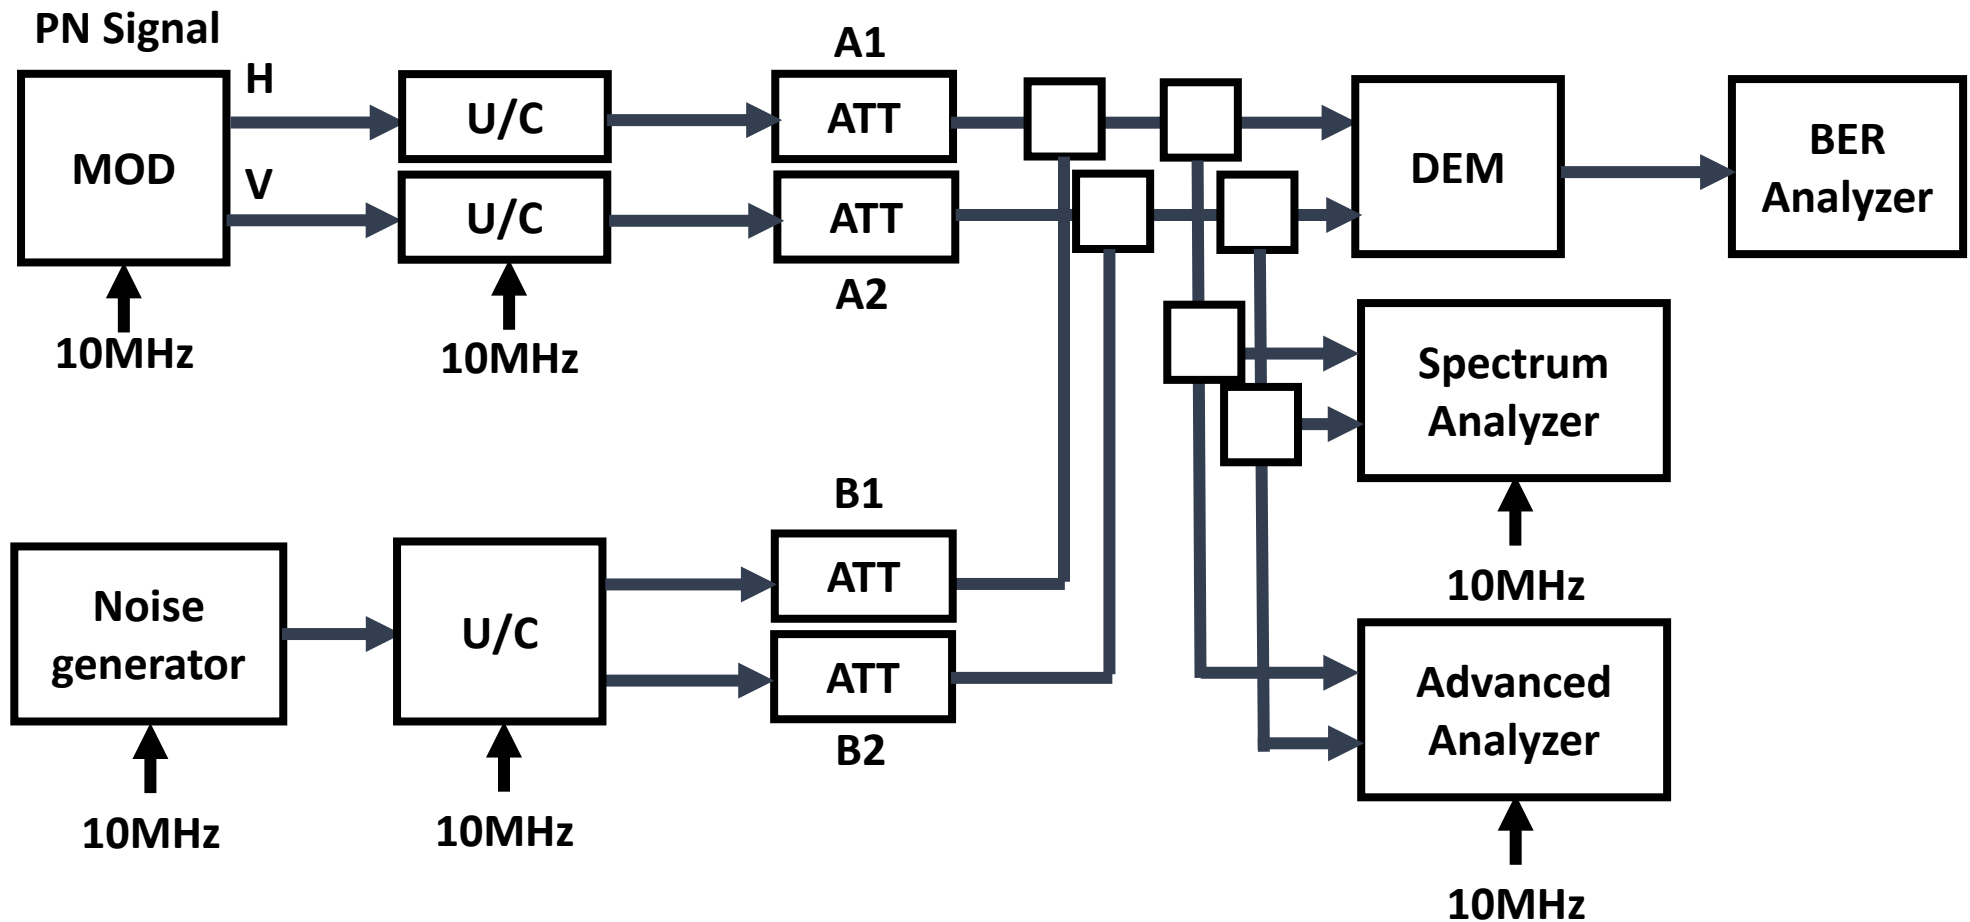 PN Signal
MOD
H
V
10MHz
U/C
U/C
10MHz
A1
ATT
ATT
A2
DEM
BER
Analyzer
Spectrum
Analyzer
10MHz
Noise
generator
10MHz
U/C
10MHz
B1
ATT
ATT
B2
Advanced
Analyzer
10MHz